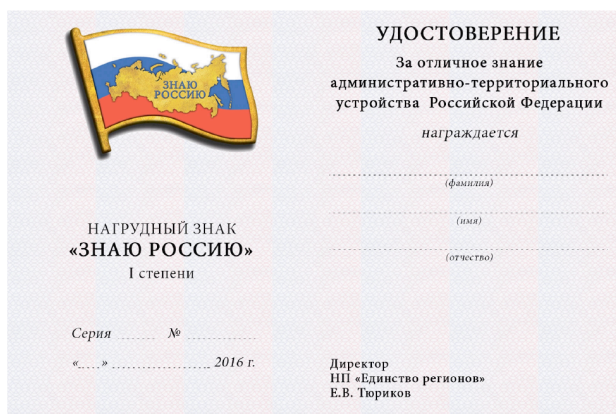 ЗНАЮ
РОССИЮ
НАГРУДНЫЙ ЗНАК
«ЗНАЮ РОССИЮ»
I степени
Серия ........ № ..............
«....» .................... 2016 г.
УДОСТОВЕРЕНИЕ
За отличное знание
административно-территориального
устройства Российской Федерации
награждается
(фамилия)
(имя)
(отчество)
Директор
НП «Единство регионов»
Е.В. Тюриков